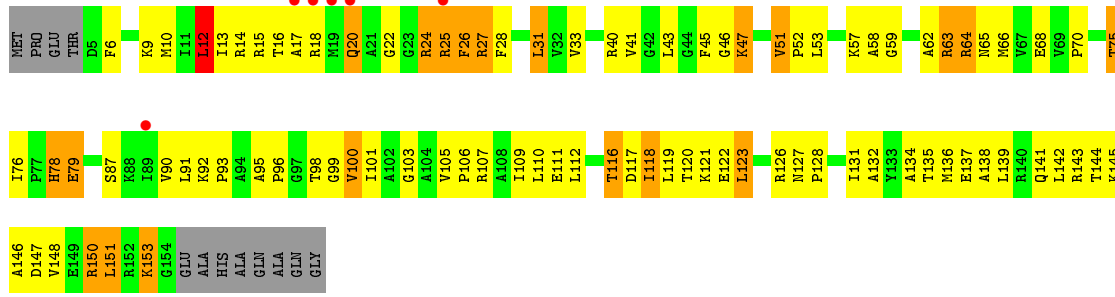 MET PRO GLU THR D5 F6 K9 M10 I11 L12 I13 R14 R15 T16 A17 R18 M19 Q20 A21 G22 G23 R24 R25 F26 R27 F28 L31 V32 V33 R40 V41 G42 L43 G44 F45 G46 K47 V51 P52 L53 K57 A58 G59 A62 R63 R64 N65 M66 V67 E68 V69 P70 T75
I76 P77 H78 E79 S87 K88 I89 V90 L91 K92 P93 A94 A95 P96 G97 T98 G99 V100 I101 A102 G103 A104 V105 P106 R107 A108 I109 L110 E111 L112 T116 D117 I118 L119 T120 K121 E122 L123 R126 N127 P128 I131 A132 Y133 A134 T135 M136 E137 A138 L139 R140 Q141 L142 R143 T144 K145
A146 D147 V148 E149 R150 L151 R152 K153 G154 GLU ALA HIS ALA GLN ALA GLN GLY